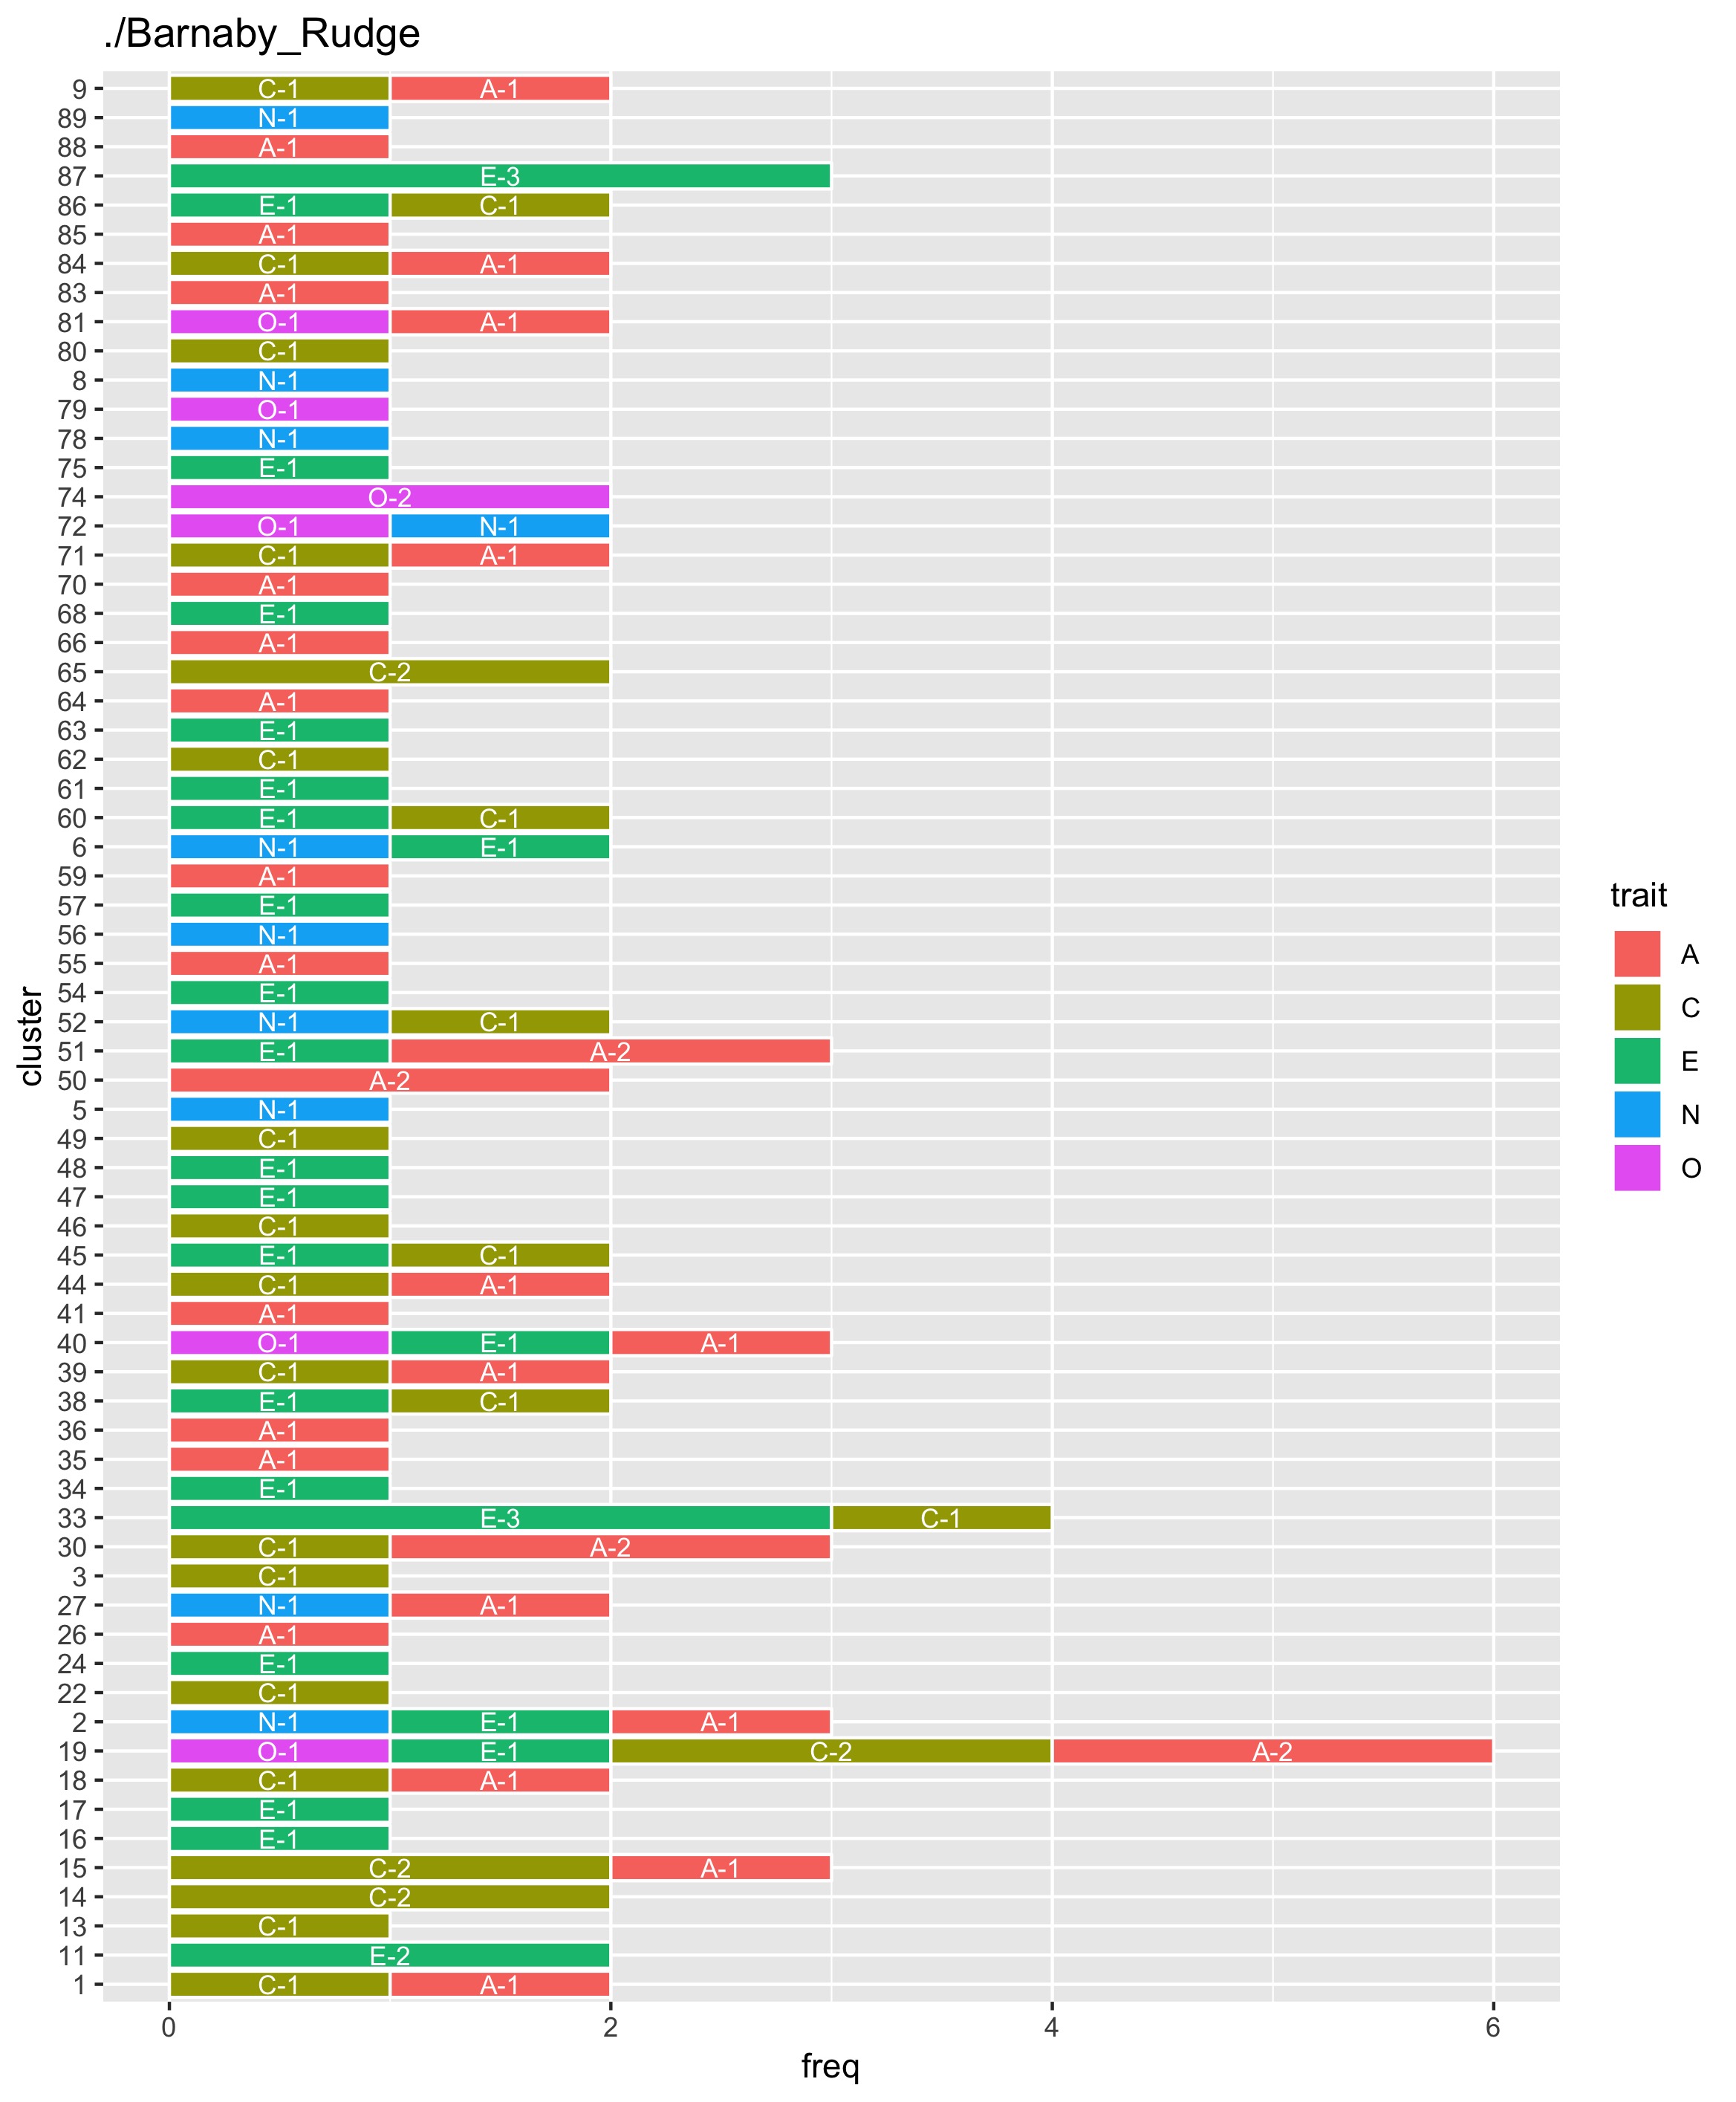 ./Barnaby_Rudge
9 C-1 A-1
89 N-1
88 A-1
87 E-3
86 E-1 C-1
85 A-1
84 C-1 A-1
83 A-1
81 O-1 A-1
80 C-1
8 N-1
79 O-1
78 N-1
75 E-1
74 O-2
72 O-1 N-1
71 C-1 A-1
70 A-1
68 E-1
66 A-1
65 C-2
64 A-1
63 E-1
62 C-1
61 E-1
60 E-1 C-1
6 N-1 E-1
59 A-1
57 E-1
56 N-1
55 A-1
54 E-1
52 N-1 C-1
51 E-1 A-2
50 A-2
5 N-1
49 C-1
48 E-1
47 E-1
46 C-1
45 E-1 C-1
44 C-1 A-1
41 A-1
40 O-1 E-1 A-1
39 C-1 A-1
38 E-1 C-1
36 A-1
35 A-1
34 E-1
33 E-3 C-1
30 C-1 A-2
3 C-1
27 N-1 A-1
26 A-1
24 E-1
22 C-1
2 N-1 E-1 A-1
19 O-1 E-1 C-2 A-2
18 C-1 A-1
17 E-1
16 E-1
15 C-2 A-1
14 C-2
13 C-1
11 E-2
1 C-1 A-1
0 2 4 6
freq
cluster
trait
A
C
E
N
O